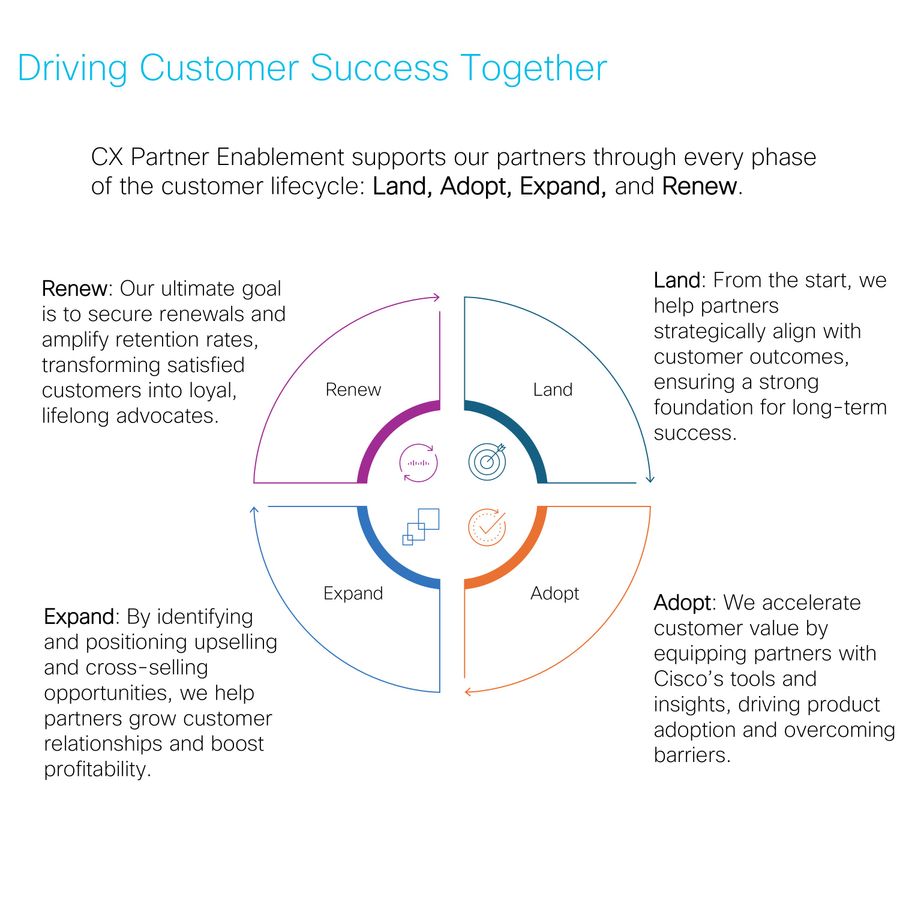 Driving Customer Success Together
CX Partner Enablement supports our partners through every phase
of the customer lifecycle: Land, Adopt, Expand, and Renew.
Renew: Our ultimate goal
is to secure renewals and
amplify retention rates,
transforming satisfied
customers into loyal,
lifelong advocates.
Land: From the start, we
help partners
strategically align with
customer outcomes,
ensuring a strong
foundation for long-term
success.
Renew
Land
Expand
Adopt
Expand: By identifying
and positioning upselling
and cross-selling
opportunities, we help
partners grow customer
relationships and boost
profitability.
Adopt: We accelerate
customer value by
equipping partners with
Cisco's tools and
insights, driving product
adoption and overcoming
barriers.